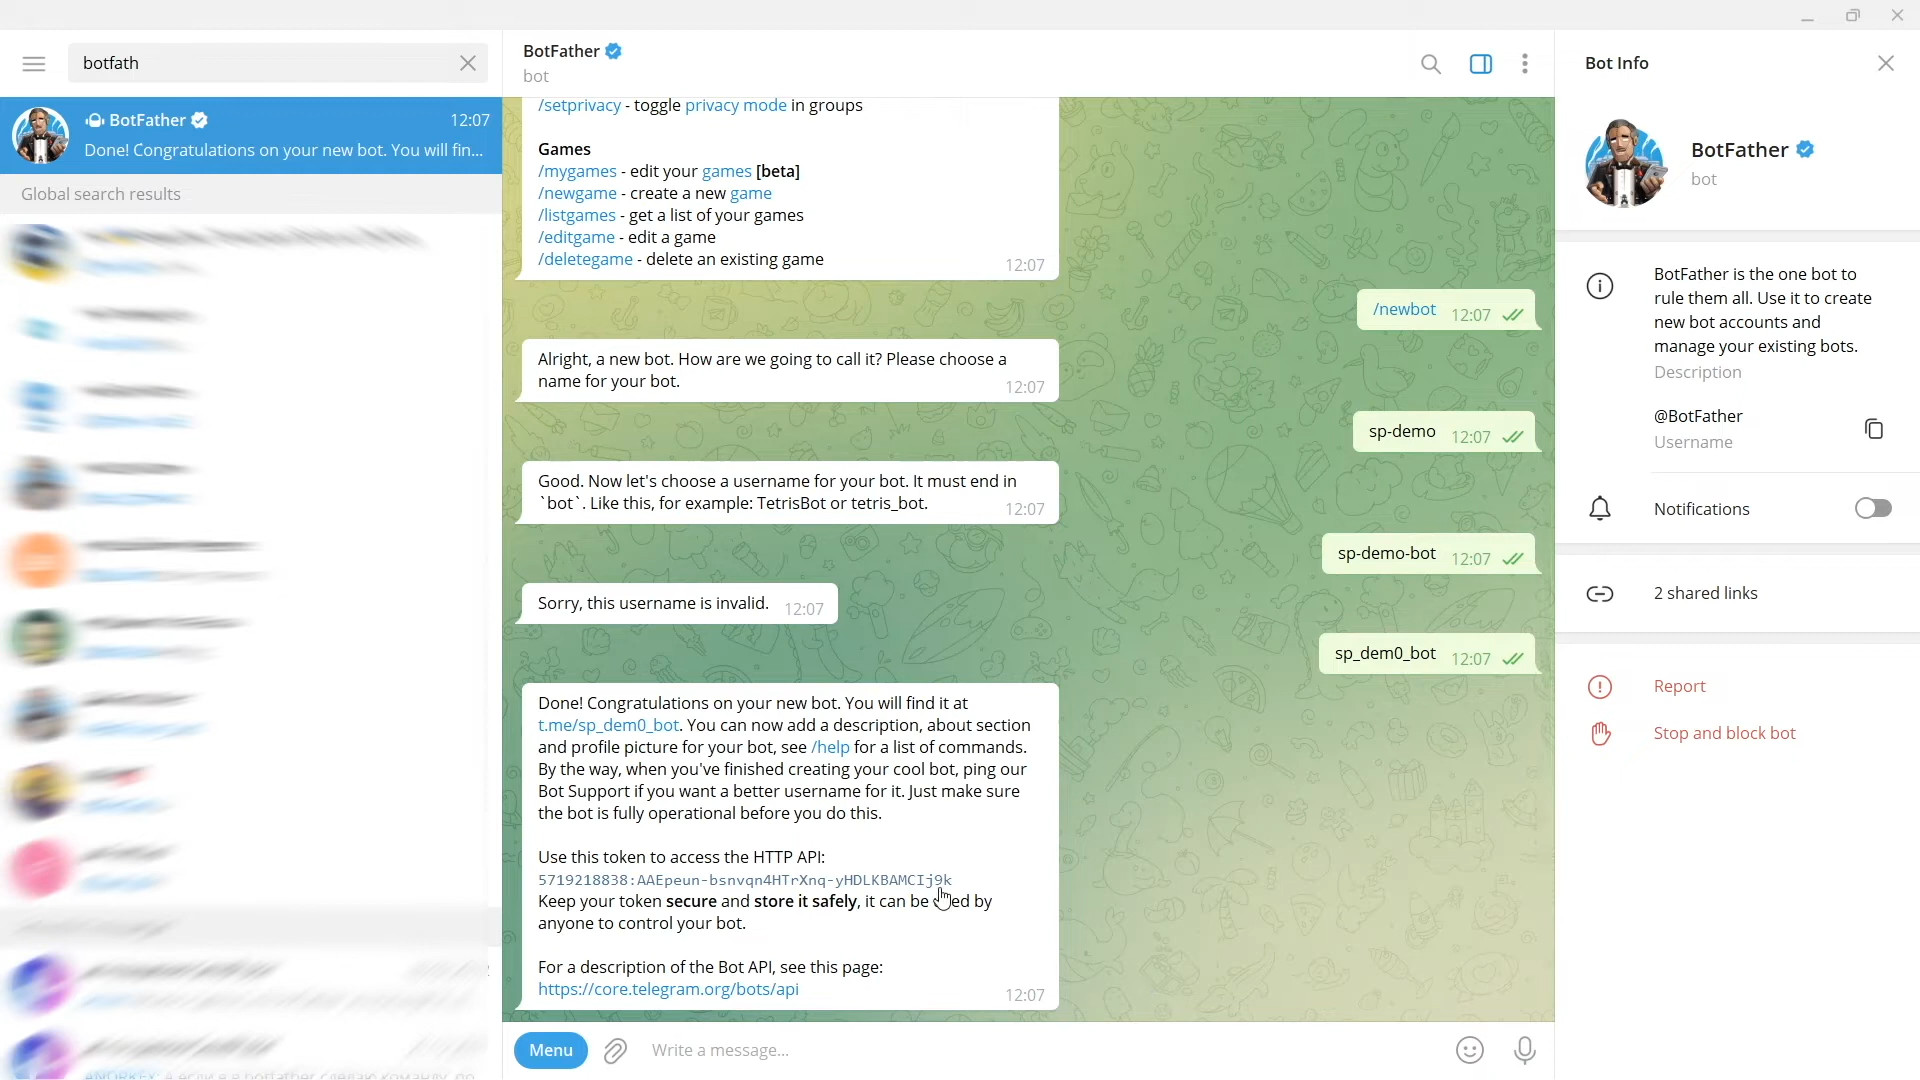 botfath
BotFather
12:07
Done! Congratulations on your new bot. You will fin...
Global search results
BotFather
bot
/setprivacy - toggle privacy mode in groups
Games
/mygames - edit your games [beta]
/newgame - create a new game
/listgames - get a list of your games
/editgame - edit a game
/deletegame - delete an existing game
12:07
/newbot 12:07
Alright, a new bot. How are we going to call it? Please choose a
name for your bot.
12:07
sp-demo 12:07
Good. Now let's choose a username for your bot. It must end in
`bot`. Like this, for example: TetrisBot or tetris_bot.
12:07
sp-demo-bot 12:07
Sorry, this username is invalid. 12:07
sp_dem0_bot 12:07
Done! Congratulations on your new bot. You will find it at
t.me/sp_dem0_bot. You can now add a description, about section
and profile picture for your bot, see /help for a list of commands.
By the way, when you've finished creating your cool bot, ping our
Bot Support if you want a better username for it. Just make sure
the bot is fully operational before you do this.
Use this token to access the HTTP API:
5719218838:AAEpeun-bsnvqn4HTrXnq-yHDLKBAMCIj9k
Keep your token secure and store it safely, it can be used by
anyone to control your bot.
For a description of the Bot API, see this page:
https://core.telegram.org/bots/api
12:07
Menu
Write a message...
Bot Info
BotFather
bot
BotFather is the one bot to
rule them all. Use it to create
new bot accounts and
manage your existing bots.
Description
@BotFather
Username
Notifications
2 shared links
Report
Stop and block bot